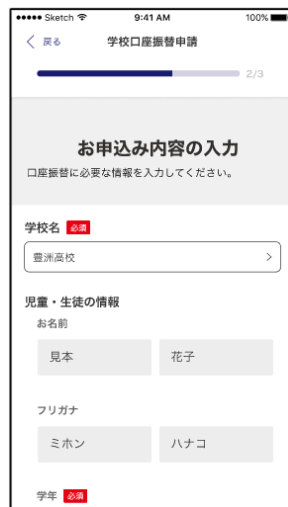 ●●●●● Sketch 9:41 AM 100%
戻る 学校口座振替申請
2/3
お申込み内容の入力
口座振替に必要な情報を入力してください。
学校名 必須
豊洲高校
児童・生徒の情報
お名前
見本 花子
フリガナ
ミホン ハナコ
学年 必須